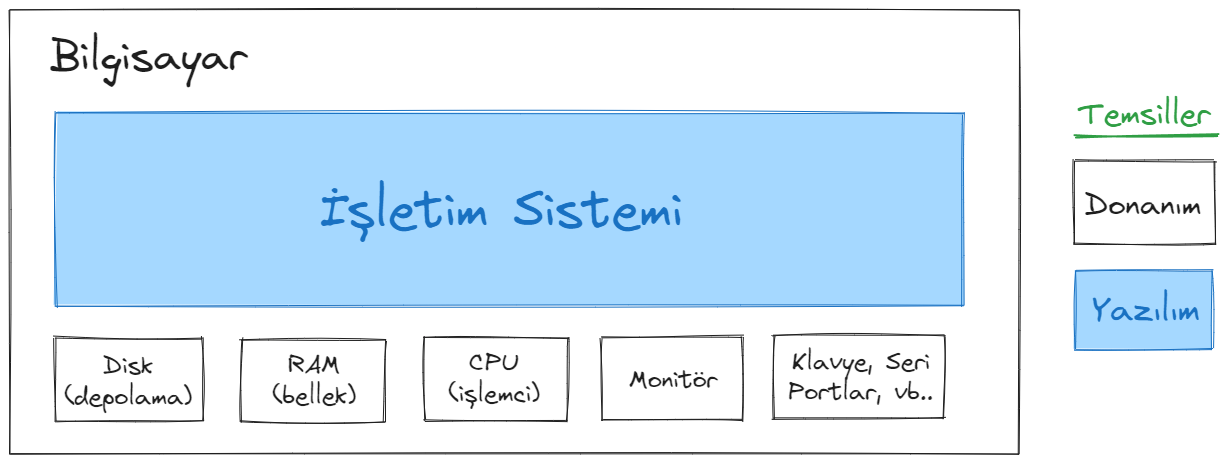 Bilgisayar
İşletim Sistemi
Disk
(depolama)
RAM
(bellek)
CPU
(işlemci)
Monitör
Klavye, Seri
Portlar, vb..
Temsiller
Donanım
Yazılım